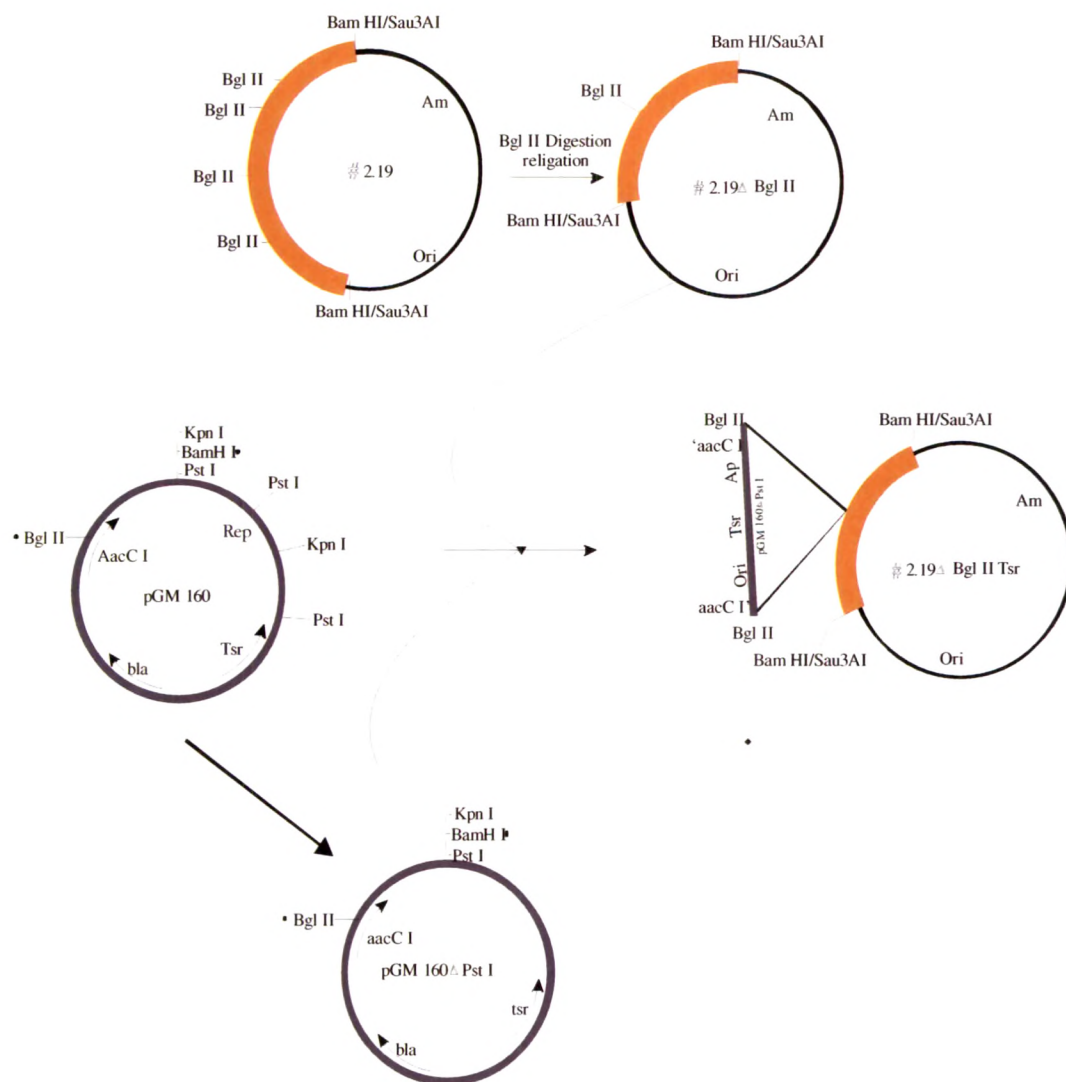 Bam HI/Sau3AI
Bgl II
Bgl II
Bgl II
Bgl II
Am
# 2.19
Ori
Bam HI/Sau3AI
Bgl II Digestion
religation
Bam HI/Sau3AI
Bgl II
Am
# 2.19Δ Bgl II
Bam HI/Sau3AI
Ori
Kpn I
BamH I•
Pst I
Pst I
Rep
• Bgl II
AacC I
Kpn I
pGM 160
Pst I
Tsr
bla
Bgl II
'aacC I
Ap
Tsr
Ori
pGM 160Δ Pst I
aacC I'
Bgl II
Bam HI/Sau3AI
Am
# 2.19Δ Bgl II Tsr
Bam HI/Sau3AI
Ori
Kpn I
BamH I•
Pst I
• Bgl II
aacC I
pGM 160Δ Pst I
tsr
bla